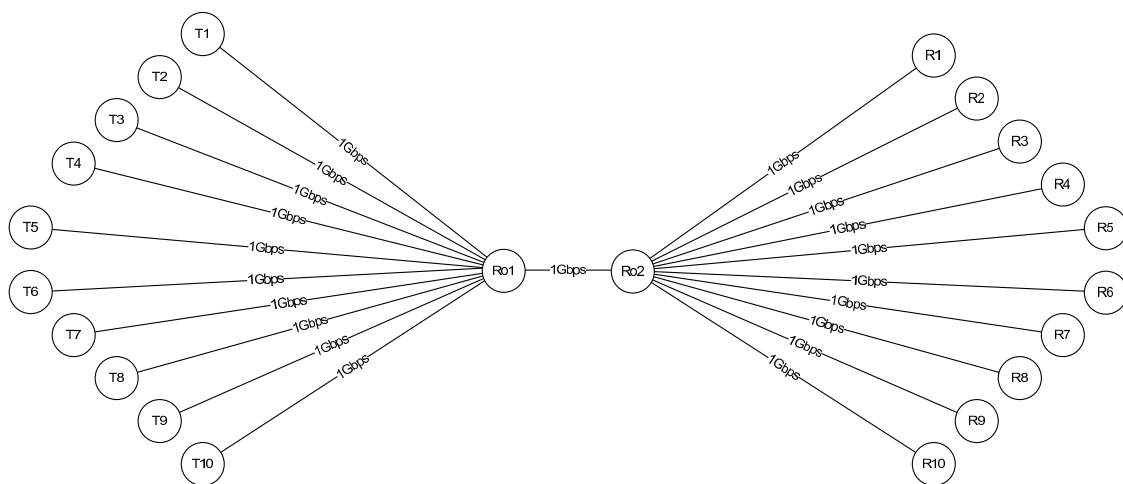 T1
T2
T3
T4
T5
T6
T7
T8
T9
T10
1Gbps
1Gbps
1Gbps
1Gbps
1Gbps
1Gbps
1Gbps
1Gbps
1Gbps
1Gbps
Ro1
1Gbps
Ro2
1Gbps
1Gbps
1Gbps
1Gbps
1Gbps
1Gbps
1Gbps
1Gbps
1Gbps
1Gbps
R1
R2
R3
R4
R5
R6
R7
R8
R9
R10